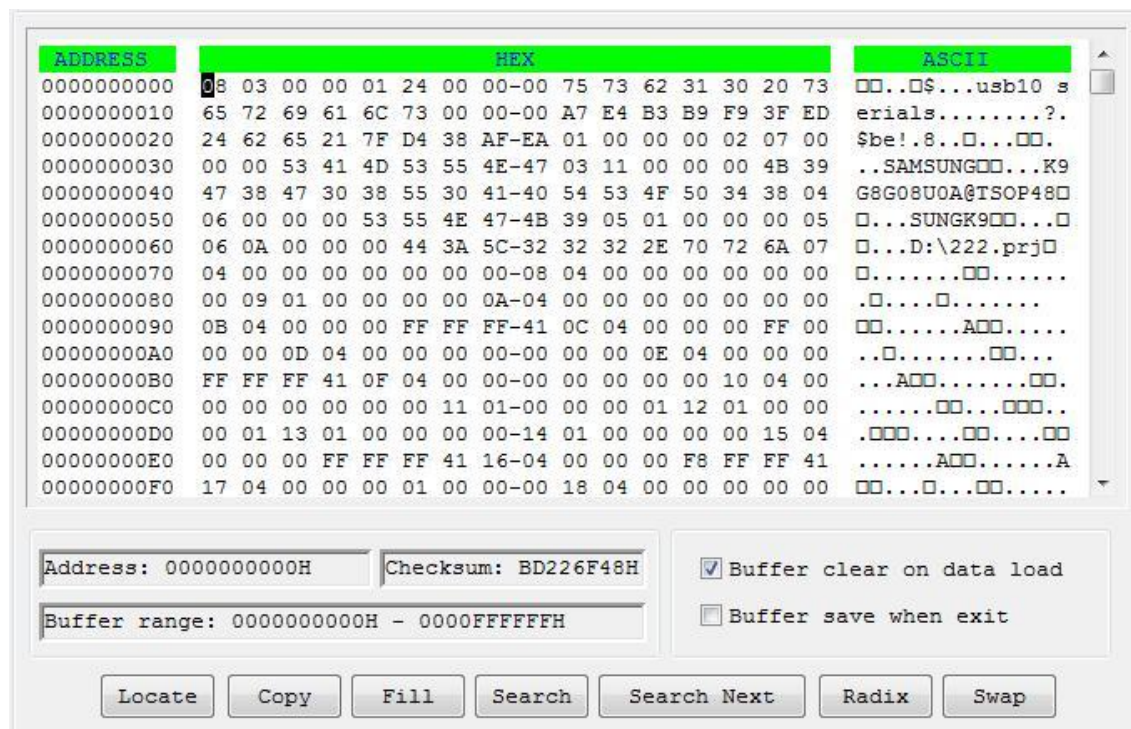 ADDRESS HEX ASCII
0000000000 08 03 00 00 01 24 00 00-00 75 73 62 31 30 20 73 □□..□$...usb10 s
0000000010 65 72 69 61 6C 73 00 00-00 A7 E4 B3 B9 F9 3F ED erials........?.
0000000020 24 62 65 21 7F D4 38 AF-EA 01 00 00 00 02 07 00 $be!.8..□...□□.
0000000030 00 00 53 41 4D 53 55 4E-47 03 11 00 00 00 4B 39 ..SAMSUNG□□...K9
0000000040 47 38 47 30 38 55 30 41-40 54 53 4F 50 34 38 04 G8G08U0A@TSOP48□
0000000050 06 00 00 00 53 55 4E 47-4B 39 05 01 00 00 00 05 □...SUNGK9□□...□
0000000060 06 0A 00 00 00 44 3A 5C-32 32 32 2E 70 72 6A 07 □...D:\222.prj□
0000000070 04 00 00 00 00 00 00 00-08 04 00 00 00 00 00 00 □.......□□......
0000000080 00 09 01 00 00 00 00 0A-04 00 00 00 00 00 00 00 .□....□.......
0000000090 0B 04 00 00 00 FF FF FF-41 0C 04 00 00 00 FF 00 □□......A□□.....
00000000A0 00 00 0D 04 00 00 00 00-00 00 00 0E 04 00 00 00 ..□.......□□...
00000000B0 FF FF FF 41 0F 04 00 00-00 00 00 00 00 10 04 00 ...A□□.......□□.
00000000C0 00 00 00 00 00 00 11 01-00 00 00 01 12 01 00 00 ......□□...□□□..
00000000D0 00 01 13 01 00 00 00 00-14 01 00 00 00 00 15 04 .□□□....□□....□□
00000000E0 00 00 00 FF FF FF 41 16-04 00 00 00 F8 FF FF 41 ......A□□......A
00000000F0 17 04 00 00 00 01 00 00-00 18 04 00 00 00 00 00 □□...□...□□.....
Address: 0000000000H Checksum: BD226F48H
Buffer clear on data load
Buffer range: 0000000000H - 0000FFFFFFH
Buffer save when exit
Locate Copy Fill Search Search Next Radix Swap